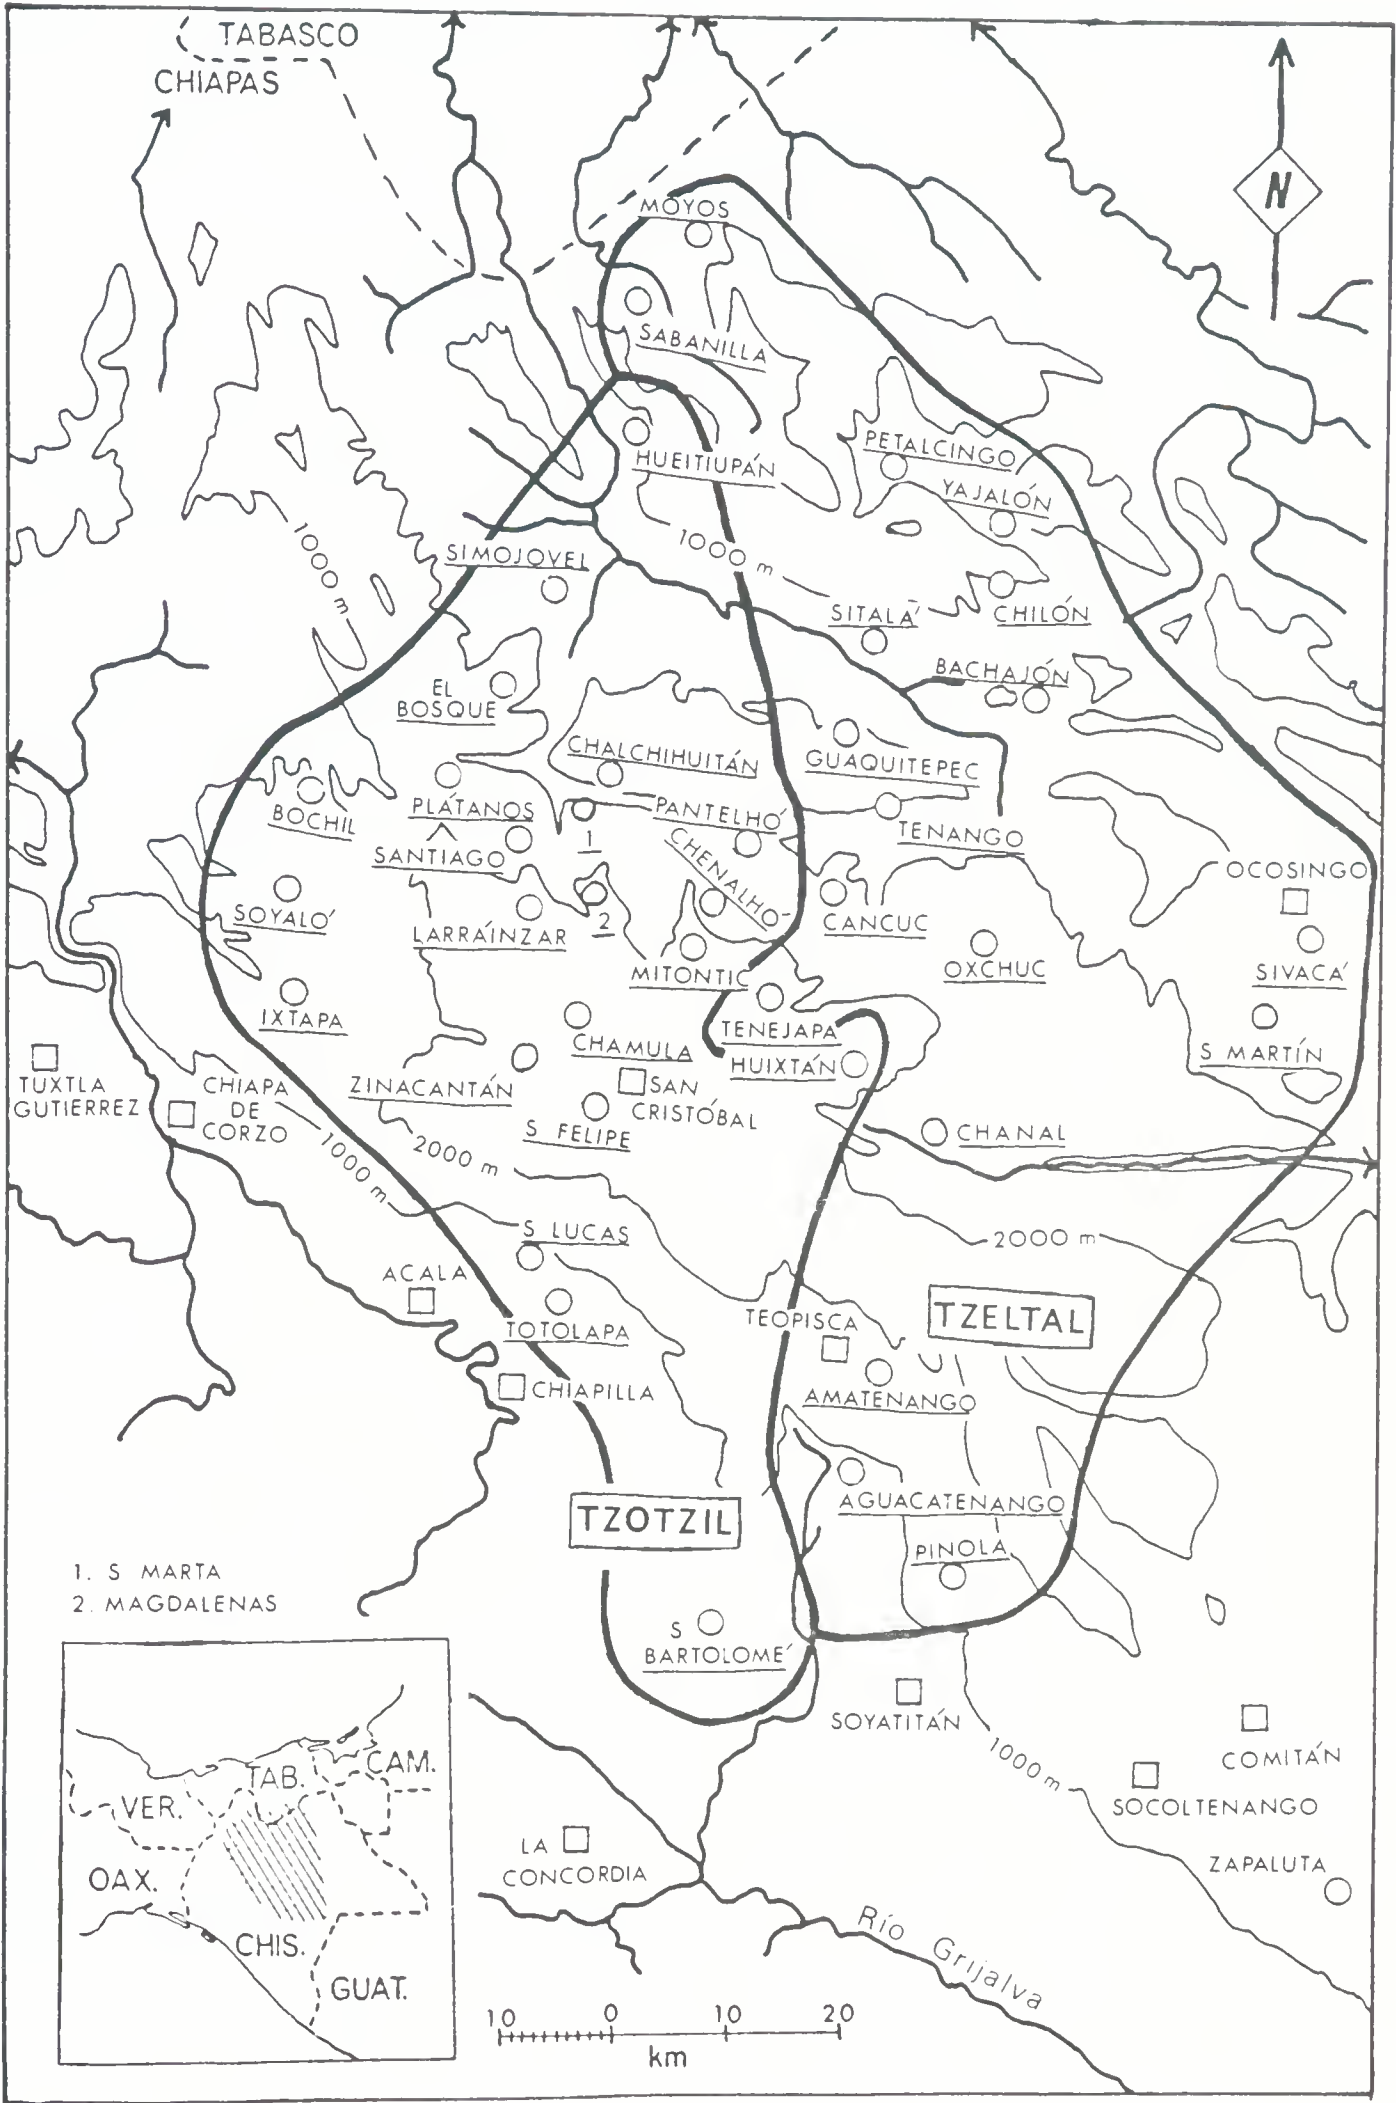 TABASCO
CHIAPAS
N
MOYOS
SABANILLA
HUEITIUPÁN
PETALCINGO
YAJALÓN
1000 m
1000 m
SIMOJOVEL
SITALÁ
CHILÓN
BACHAJÓN
EL
BOSQUE
CHALCHIHUITÁN
GUAQUITEPEC
BOCHIL
PLÁTANOS
PANTELHÓ
TENANGO
1
SANTIAGO
CHENALHÓ
OCOSINGO
SOYALÓ
LARRÁINZAR
2
CANCUC
MITONTIC
OXCHUC
SIVACÁ
IXTAPA
TENEJAPA
CHAMULA
HUIXTÁN
S MARTÍN
TUXTLA
GUTIERREZ
CHIAPA
DE
CORZO
ZINACANTÁN
SAN
CRISTÓBAL
S FELIPE
CHANAL
1000 m
2000 m
S LUCAS
2000 m
ACALA
TOTOLAPA
TEOPISCA
TZELTAL
CHIAPILLA
AMATENANGO
TZOTZIL
AGUACATENANGO
PINOLA
1. S MARTA
2. MAGDALENAS
S
BARTOLOMÉ
SOYATITÁN
1000 m
COMITÁN
SOCOLTENANGO
ZAPALUTA
LA
CONCORDIA
Río Grijalva
CAM.
TAB.
VER.
OAX.
CHIS.
GUAT.
10 0 10 20
km